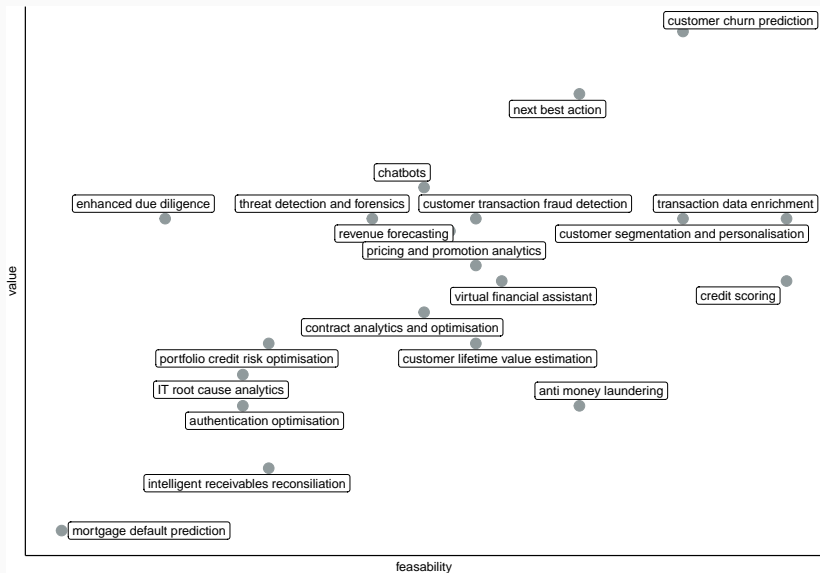 customer churn prediction
next best action
chatbots
enhanced due diligence
threat detection and forensics
customer transaction fraud detection
transaction data enrichment
revenue forecasting
customer segmentation and personalisation
pricing and promotion analytics
value
virtual financial assistant
credit scoring
contract analytics and optimisation
portfolio credit risk optimisation
customer lifetime value estimation
IT root cause analytics
anti money laundering
authentication optimisation
intelligent receivables reconsiliation
mortgage default prediction
feasability